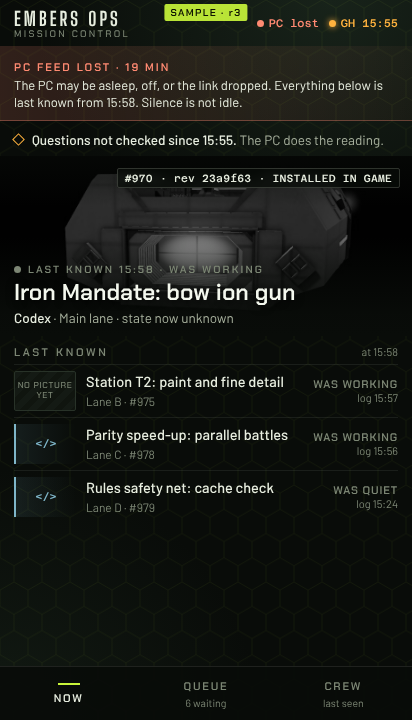 EMBERS OPS
MISSION CONTROL
SAMPLE · r3
PC lost
GH 15:55
PC FEED LOST · 19 MIN
The PC may be asleep, off, or the link dropped. Everything below is
last known from 15:58. Silence is not idle.
Questions not checked since 15:55. The PC does the reading.
#970 · rev 23a9f63 · INSTALLED IN GAME
LAST KNOWN 15:58 · WAS WORKING
Iron Mandate: bow ion gun
Codex · Main lane · state now unknown
LAST KNOWN
at 15:58
NO PICTURE
YET
Station T2: paint and fine detail
Lane B · #975
WAS WORKING
log 15:57
</>
Parity speed-up: parallel battles
Lane C · #978
WAS WORKING
log 15:56
</>
Rules safety net: cache check
Lane D · #979
WAS QUIET
log 15:24
NOW
QUEUE
6 waiting
CREW
last seen